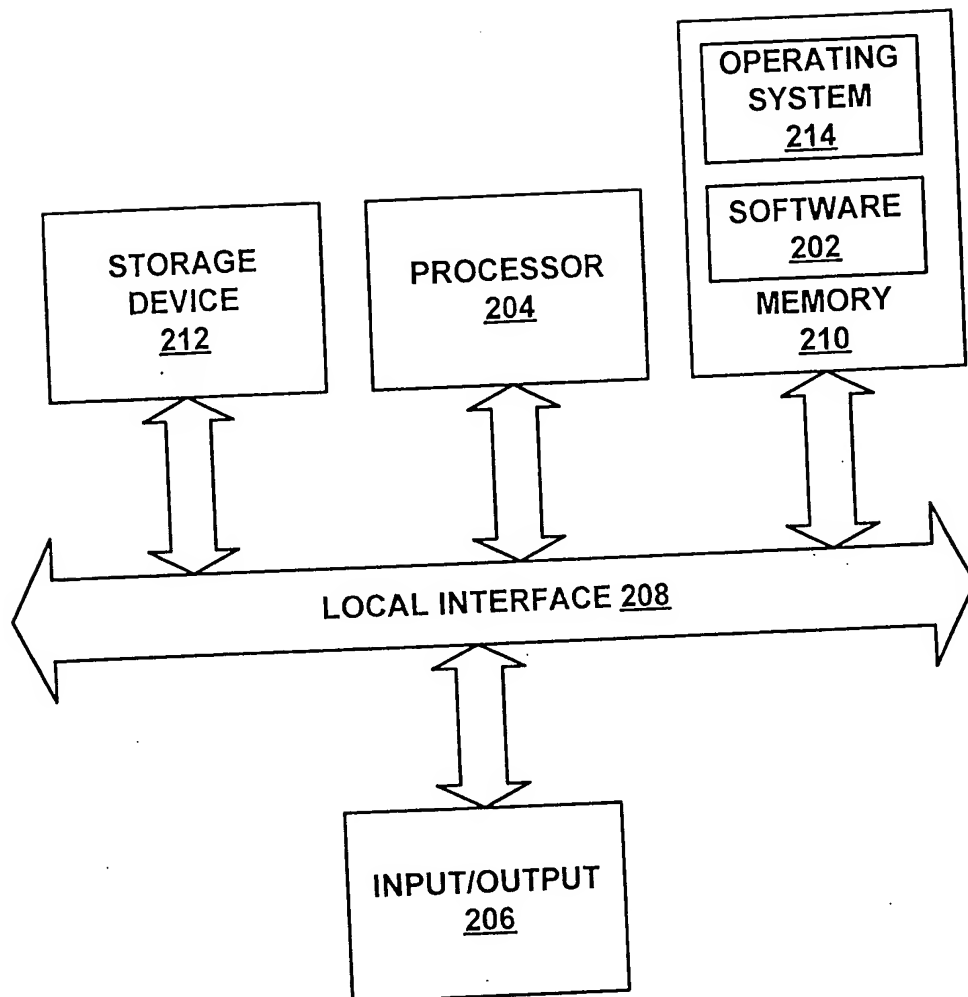 OPERATING
SYSTEM
214
SOFTWARE
202
MEMORY
210
STORAGE
DEVICE
212
PROCESSOR
204
LOCAL INTERFACE 208
INPUT/OUTPUT
206